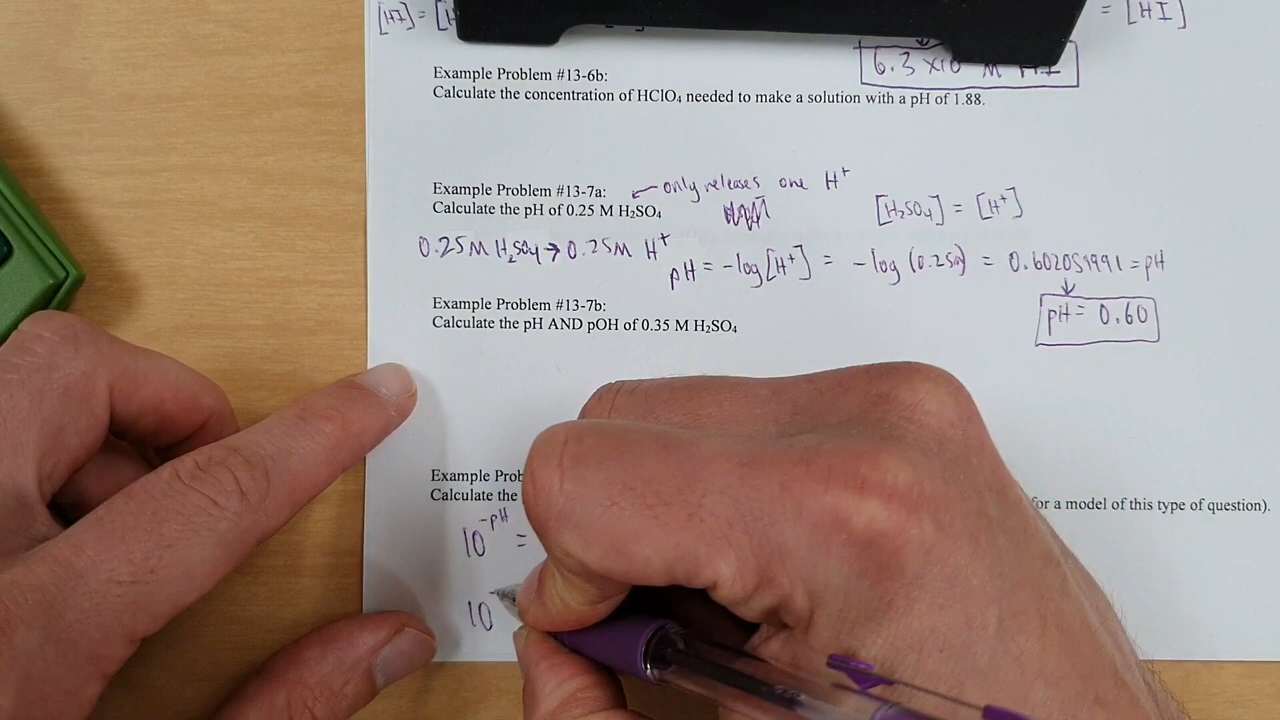 [HI] = [H = [HI]
6.3 x10 M HI
Example Problem #13-6b:
Calculate the concentration of HClO₄ needed to make a solution with a pH of 1.88.
Example Problem #13-7a: only releases one H⁺
Calculate the pH of 0.25 M H₂SO₄ [H₂SO₄] = [H⁺]
0.25M H₂SO₄ → 0.25M H⁺
pH = -log[H⁺] = -log (0.25M) = 0.602059991 = pH
Example Problem #13-7b:
pH = 0.60
Calculate the pH AND pOH of 0.35 M H₂SO₄
Example Prob
Calculate the for a model of this type of question).
10⁻ᵖᴴ =
10